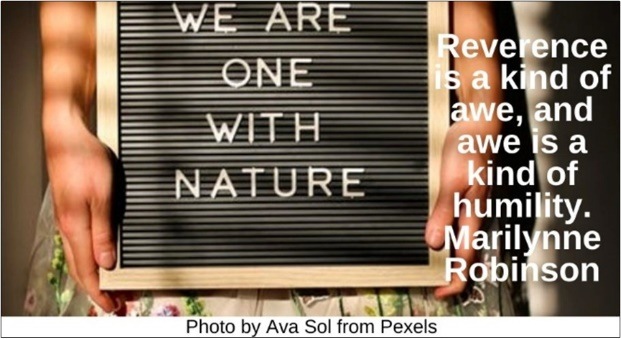 WE ARE
ONE
WITH
NATURE
Reverence
is a kind of
awe, and
awe is a
kind of
humility.
Marilynne
Robinson
Photo by Ava Sol from Pexels